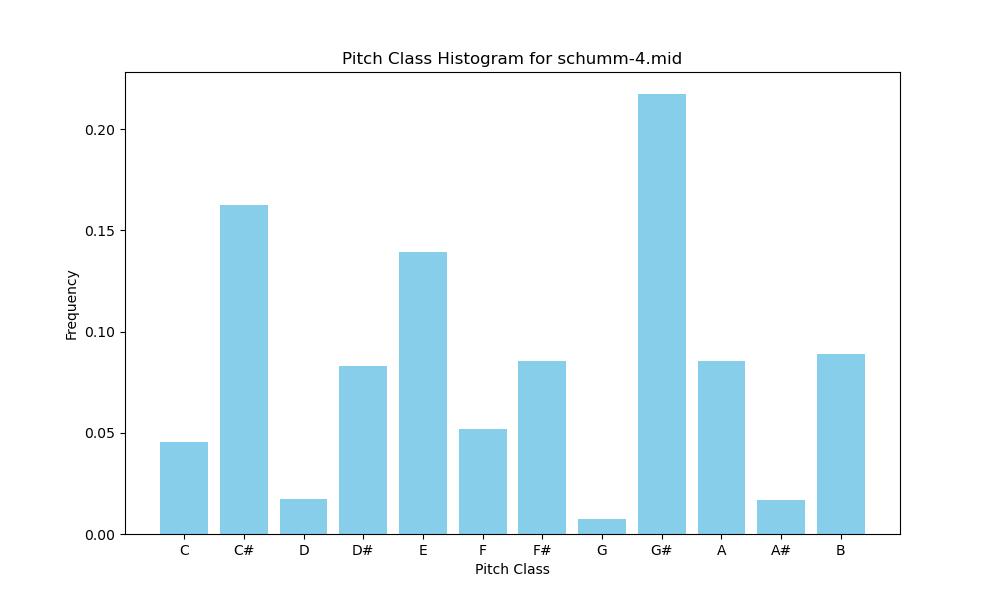 Pitch Class Histogram for schumm-4.mid
0.20
0.15
0.10
0.05
0.00
Frequency
C C# D D# E F F# G G# A A# B
Pitch Class